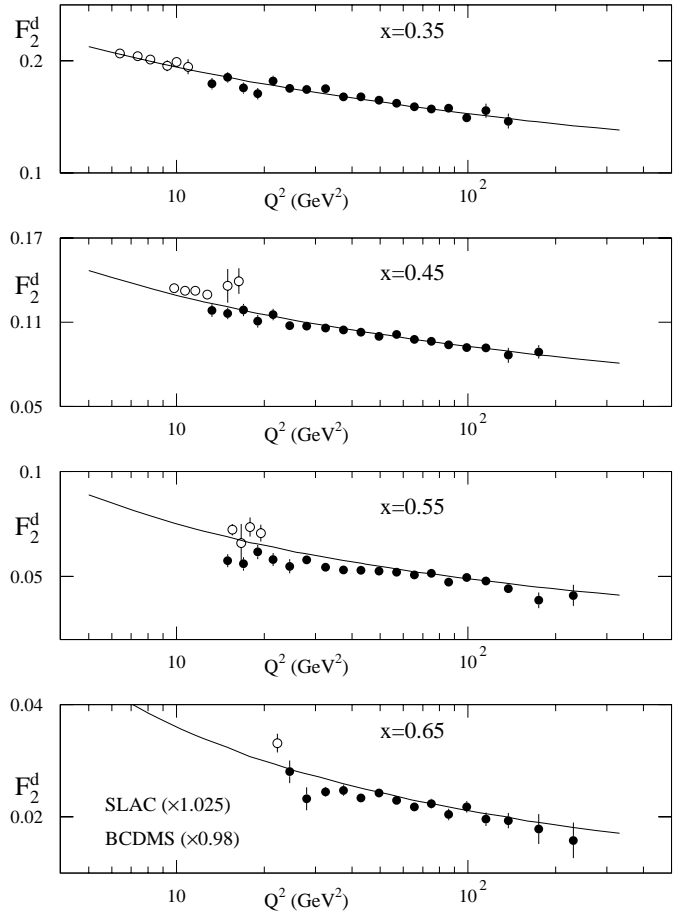 F₂ᵈ
x=0.35
0.2
0.1
10
10²
Q² (GeV²)
0.17
x=0.45
0.11
0.05
10
10²
Q² (GeV²)
0.1
x=0.55
F₂ᵈ
0.05
10
10²
Q² (GeV²)
0.04
x=0.65
F₂ᵈ
SLAC (×1.025)
0.02
BCDMS (×0.98)
10
10²
Q² (GeV²)